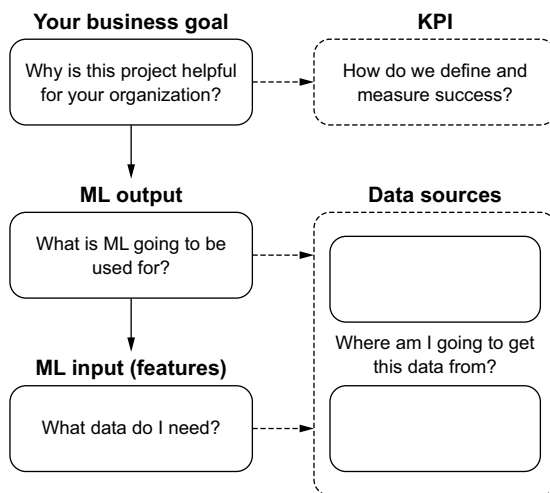 Your business goal
KPI
Why is this project helpful
for your organization?
How do we define and
measure success?
ML output
Data sources
What is ML going to be
used for?
Where am I going to get
this data from?
ML input (features)
What data do I need?